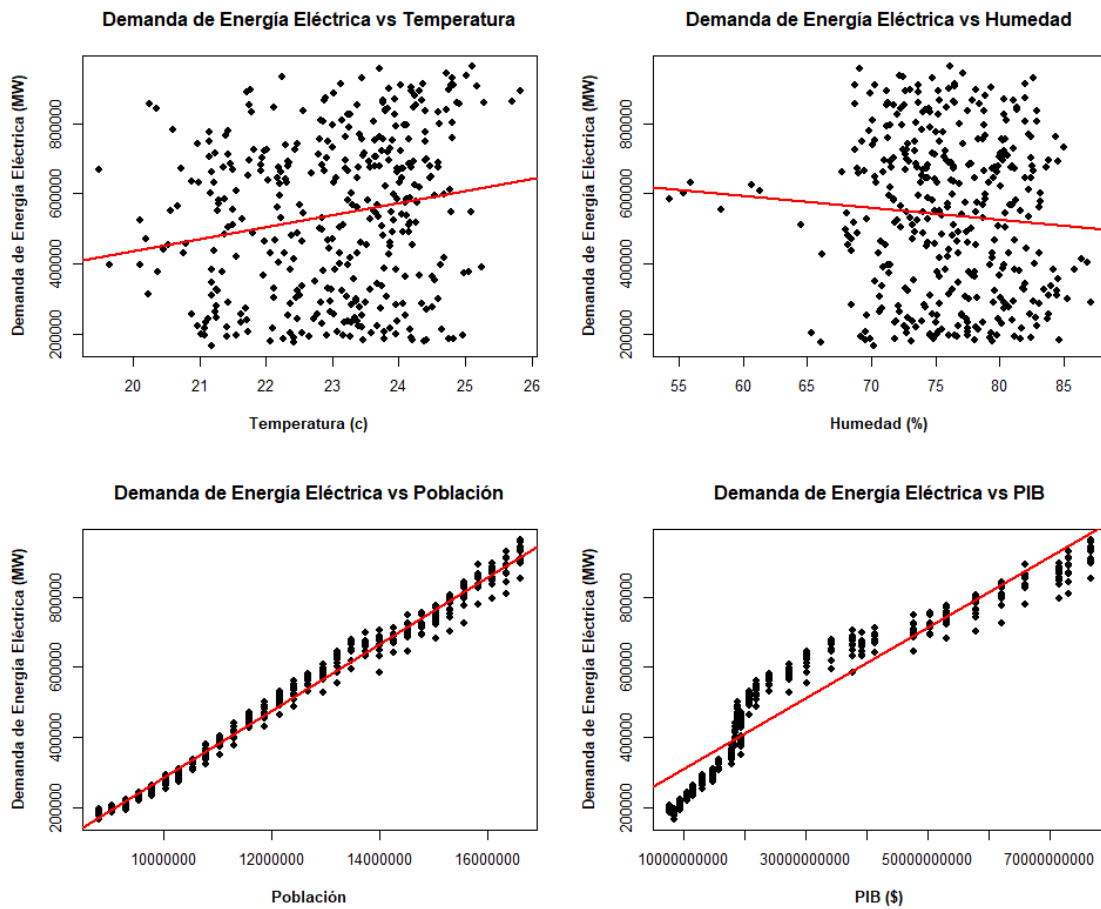 Demanda de Energía Eléctrica vs Temperatura
Demanda de Energía Eléctrica (MW)
200000 400000 600000 800000
20 21 22 23 24 25 26
Temperatura (c)
Demanda de Energía Eléctrica vs Humedad
Demanda de Energía Eléctrica (MW)
200000 400000 600000 800000
55 60 65 70 75 80 85
Humedad (%)
Demanda de Energía Eléctrica vs Población
Demanda de Energía Eléctrica (MW)
200000 400000 600000 800000
10000000 12000000 14000000 16000000
Población
Demanda de Energía Eléctrica vs PIB
Demanda de Energía Eléctrica (MW)
200000 400000 600000 800000
10000000000 30000000000 50000000000 70000000000
PIB ($)